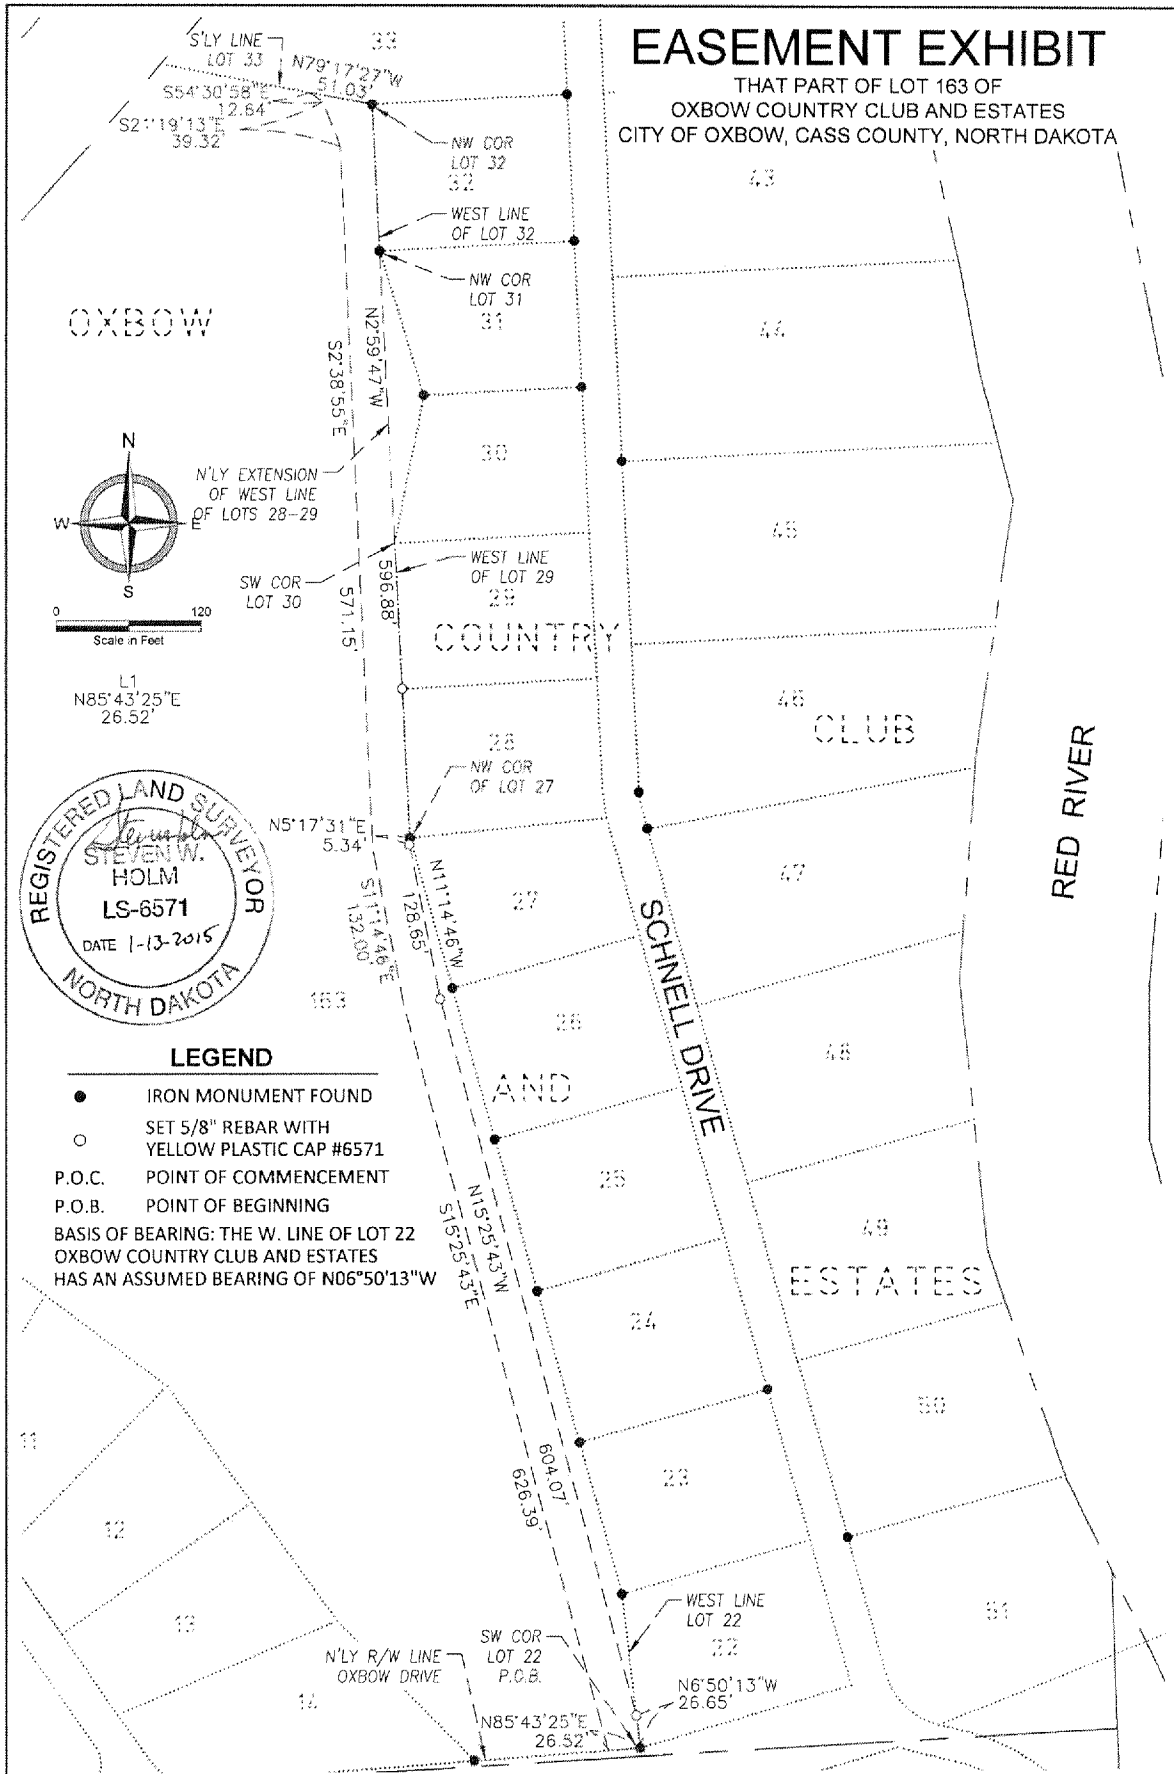 EASEMENT EXHIBIT
THAT PART OF LOT 163 OF
OXBOW COUNTRY CLUB AND ESTATES
CITY OF OXBOW, CASS COUNTY, NORTH DAKOTA
S'LY LINE
LOT 33
33
N79°17'27"W
51.03'
S54°30'58"E
12.64
S21°19'13"E
39.32'
NW COR
LOT 32
32
WEST LINE
OF LOT 32
NW COR
LOT 31
31
43
44
OXBOW
N2°59'47"W
S2°38'55"E
N
W
E
S
N'LY EXTENSION
OF WEST LINE
OF LOTS 28-29
30
45
SW COR
LOT 30
WEST LINE
OF LOT 29
29
596.88'
571.15'
0
120
Scale in Feet
COUNTRY
L1
N85°43'25"E
26.52'
46
CLUB
28
NW COR
OF LOT 27
RED RIVER
REGISTERED LAND SURVEYOR
STEVEN W.
HOLM
LS-6571
DATE 1-13-2015
NORTH DAKOTA
N5°17'31"E
5.34'
N11°14'46"W
128.65'
S11°14'46"E
132.00'
27
47
SCHNELL DRIVE
163
26
48
AND
LEGEND
IRON MONUMENT FOUND
SET 5/8" REBAR WITH
YELLOW PLASTIC CAP #6571
P.O.C. POINT OF COMMENCEMENT
P.O.B. POINT OF BEGINNING
BASIS OF BEARING: THE W. LINE OF LOT 22
OXBOW COUNTRY CLUB AND ESTATES
HAS AN ASSUMED BEARING OF N06°50'13"W
25
N15°25'43"W
S15°25'43"E
49
ESTATES
24
50
11
604.07'
626.39'
23
12
13
WEST LINE
LOT 22
51
SW COR
LOT 22
P.O.B.
22
N'LY R/W LINE
OXBOW DRIVE
14
N6°50'13"W
26.65'
N85°43'25"E
26.52'